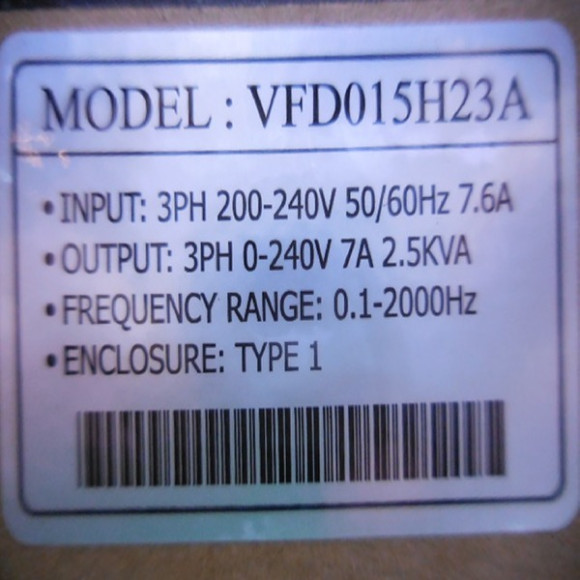 MODEL : VFD015H23A
•INPUT: 3PH 200-240V 50/60Hz 7.6A
•OUTPUT: 3PH 0-240V 7A 2.5KVA
•FREQUENCY RANGE: 0.1-2000Hz
•ENCLOSURE: TYPE 1